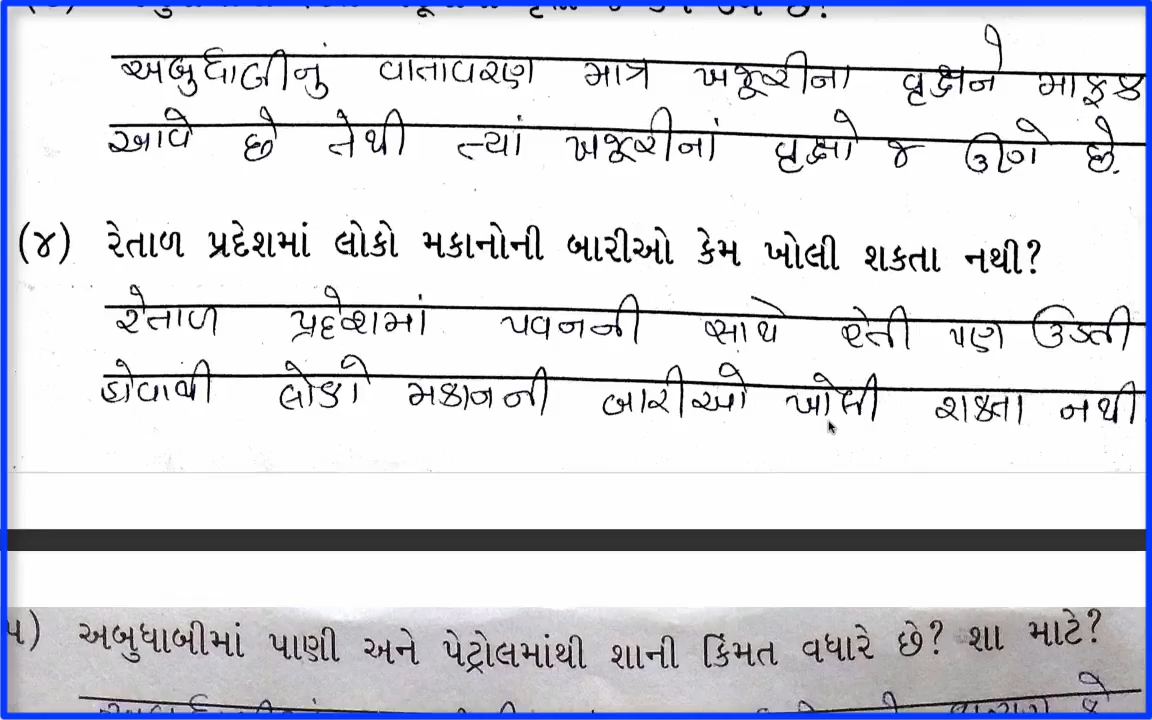 અબુધાબીનું વાતાવરણ માત્ર ખજૂરીના વૃક્ષને માફક
આવે છે તેથી ત્યાં ખજૂરીનાં વૃક્ષો જ ઊગે છે.
(૪) રેતાળ પ્રદેશમાં લોકો મકાનોની બારીઓ કેમ ખોલી શકતા નથી?
રેતાળ પ્રદેશમાં પવનની સાથે રેતી પણ ઉડતી
હોવાથી લોકો મકાનની બારીઓ ખોલી શકતા નથી
૫) અબુધાબીમાં પાણી અને પેટ્રોલમાંથી શાની કિંમત વધારે છે? શા માટે?